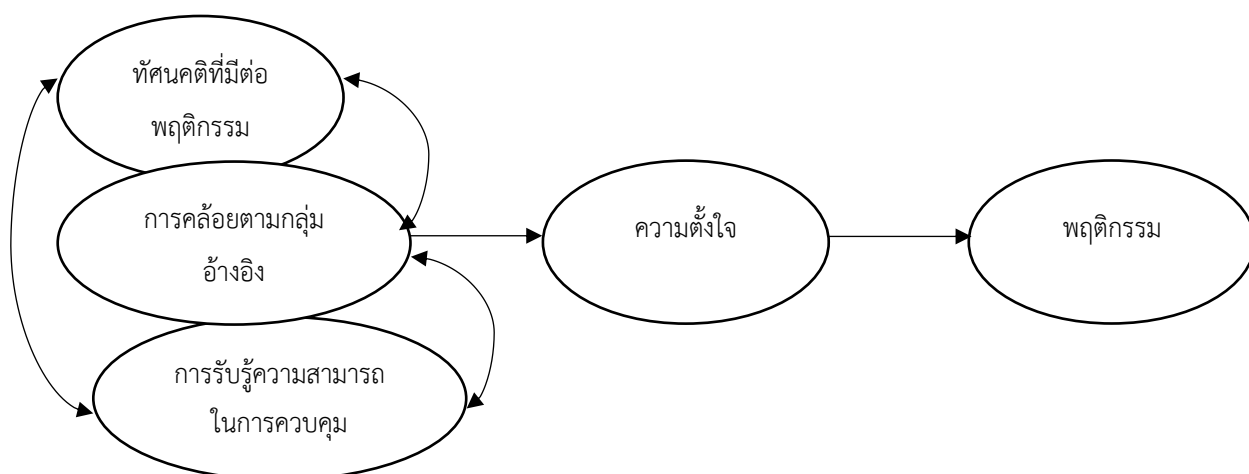 ทัศนคติที่มีต่อ
พฤติกรรม
การคล้อยตามกลุ่ม
อ้างอิง
ความตั้งใจ
พฤติกรรม
การรับรู้ความสามารถ
ในการควบคุม